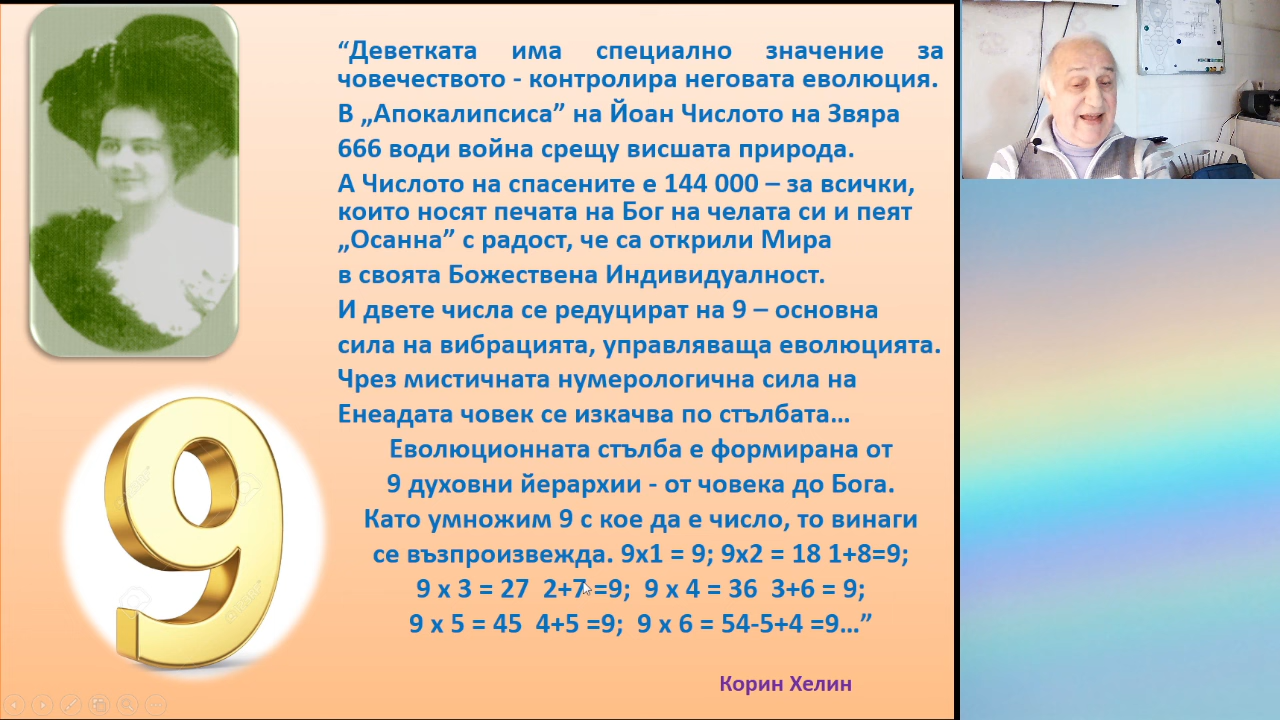 “Деветката има специално значение за
човечеството - контролира неговата еволюция.
В „Апокалипсиса” на Йоан Числото на Звяра
666 води война срещу висшата природа.
А Числото на спасените е 144 000 – за всички,
които носят печата на Бог на челата си и пеят
„Осанна” с радост, че са открили Мира
в своята Божествена Индивидуалност.
И двете числа се редуцират на 9 – основна
сила на вибрацията, управляваща еволюцията.
Чрез мистичната нумерологична сила на
Енеадата човек се изкачва по стълбата...
Еволюционната стълба е формирана от
9 духовни йерархии - от човека до Бога.
Като умножим 9 с кое да е число, то винаги
се възпроизвежда. 9x1 = 9; 9x2 = 18 1+8=9;
9 x 3 = 27 2+7 =9; 9 x 4 = 36 3+6 = 9;
9 x 5 = 45 4+5 =9; 9 x 6 = 54-5+4 =9...”
Корин Хелин
9